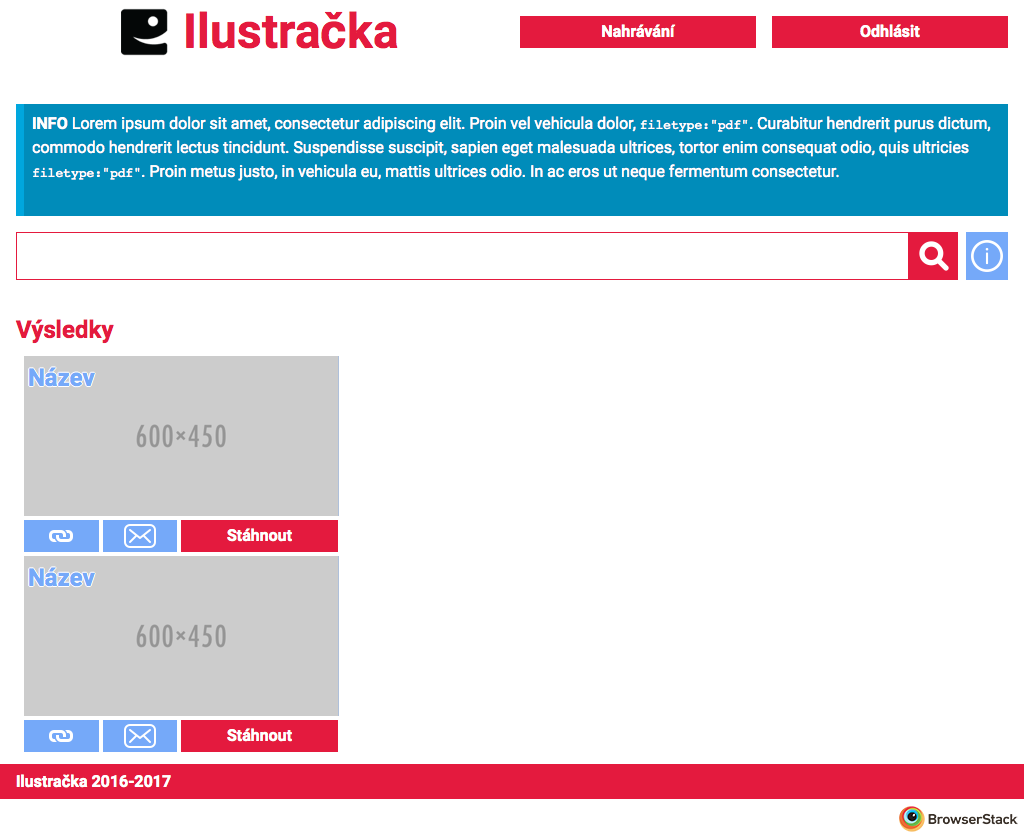 Ilustračka
Nahrávání
Odhlásit
INFO Lorem ipsum dolor sit amet, consectetur adipiscing elit. Proin vel vehicula dolor, filetype:"pdf". Curabitur hendrerit purus dictum,
commodo hendrerit lectus tincidunt. Suspendisse suscipit, sapien eget malesuada ultrices, tortor enim consequat odio, quis ultricies
filetype:"pdf". Proin metus justo, in vehicula eu, mattis ultrices odio. In ac eros ut neque fermentum consectetur.
Výsledky
Název
600×450
Stáhnout
Název
600×450
Stáhnout
Ilustračka 2016-2017
BrowserStack